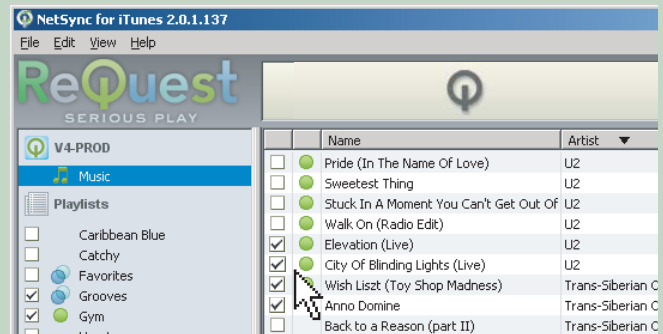 NetSync for iTunes 2.0.1.137
File Edit View Help
ReQuest
SERIOUS PLAY
V4-PROD
Music
Playlists
Caribbean Blue
Catchy
Favorites
Grooves
Gym
Name Artist
Pride (In The Name Of Love) U2
Sweetest Thing U2
Stuck In A Moment You Can't Get Out Of U2
Walk On (Radio Edit) U2
Elevation (Live) U2
City Of Blinding Lights (Live) U2
Wish Liszt (Toy Shop Madness) Trans-Siberian
Anno Domine Trans-Siberian
Back to a Reason (part II) Trans-Siberian